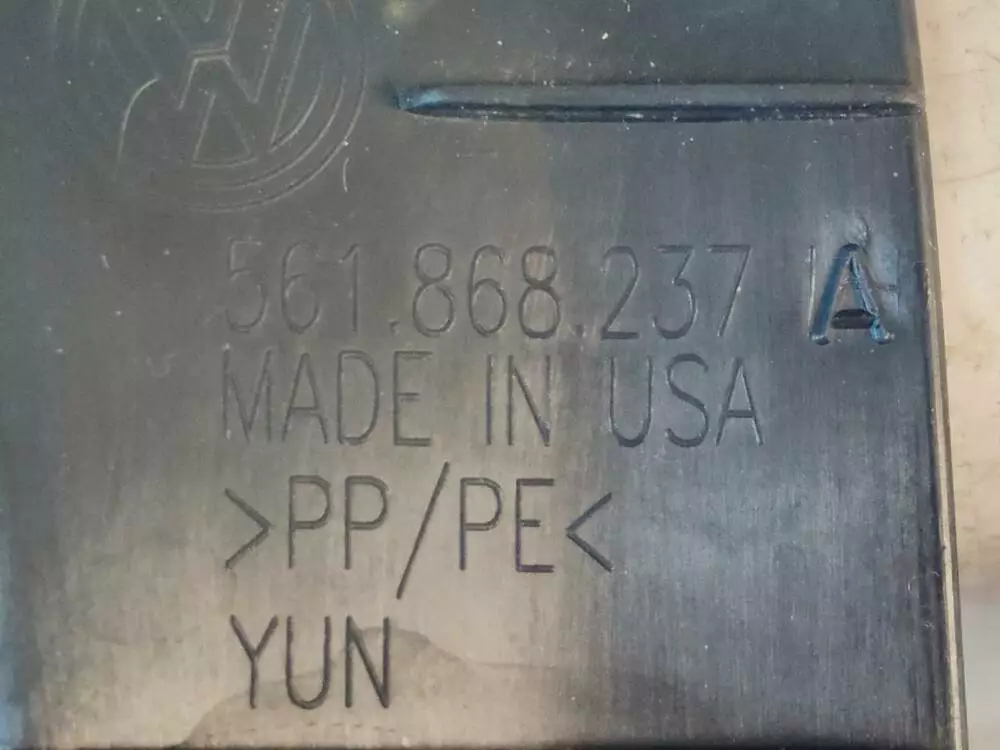 561.868.237 A
MADE IN USA
>PP/PE<
YUN